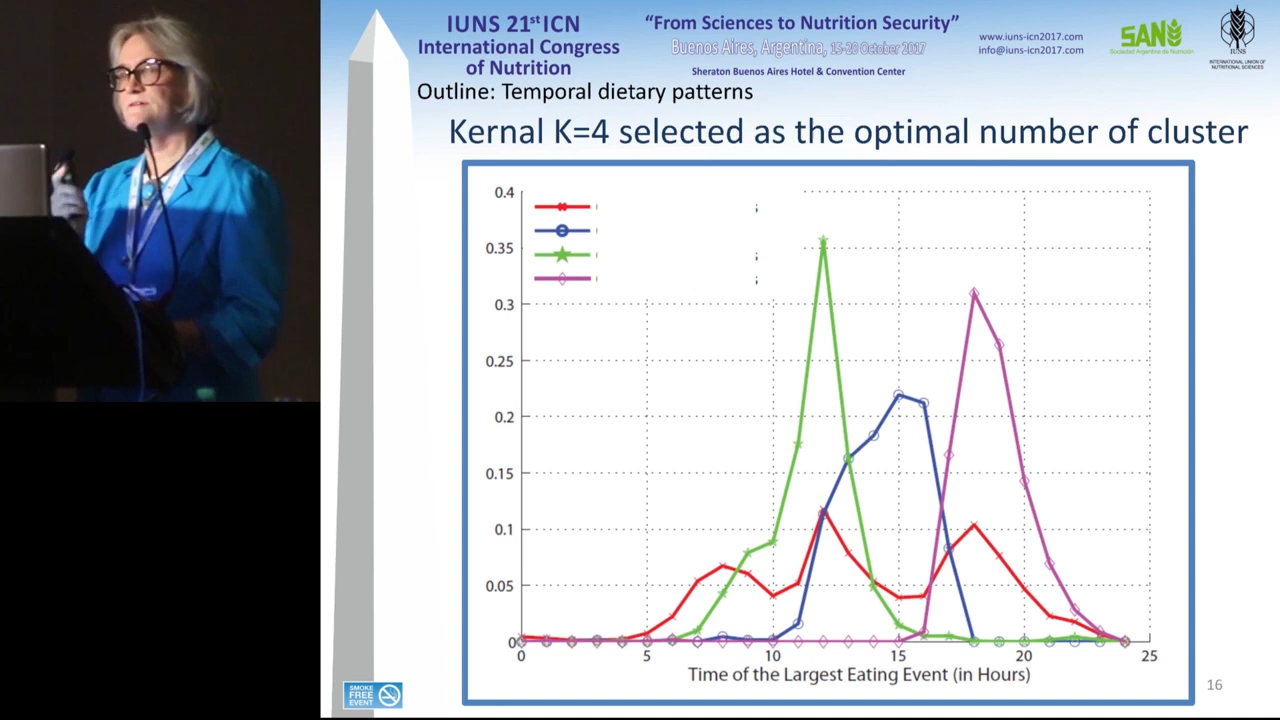 IUNS 21st ICN
International Congress
of Nutrition
“From Sciences to Nutrition Security”
Buenos Aires, Argentina, 15-20 October 2017
Sheraton Buenos Aires Hotel & Convention Center
www.iuns-icn2017.com
info@iuns-icn2017.com
SAN
Sociedad Argentina de Nutrición
IUNS
INTERNATIONAL UNION OF
NUTRITIONAL SCIENCES
Outline: Temporal dietary patterns
Kernal K=4 selected as the optimal number of cluster
0.4
0.35
0.3
0.25
0.2
0.15
0.1
0.05
0
0 5 10 15 20 25
Time of the Largest Eating Event (in Hours)
SMOKE
FREE
EVENT
16